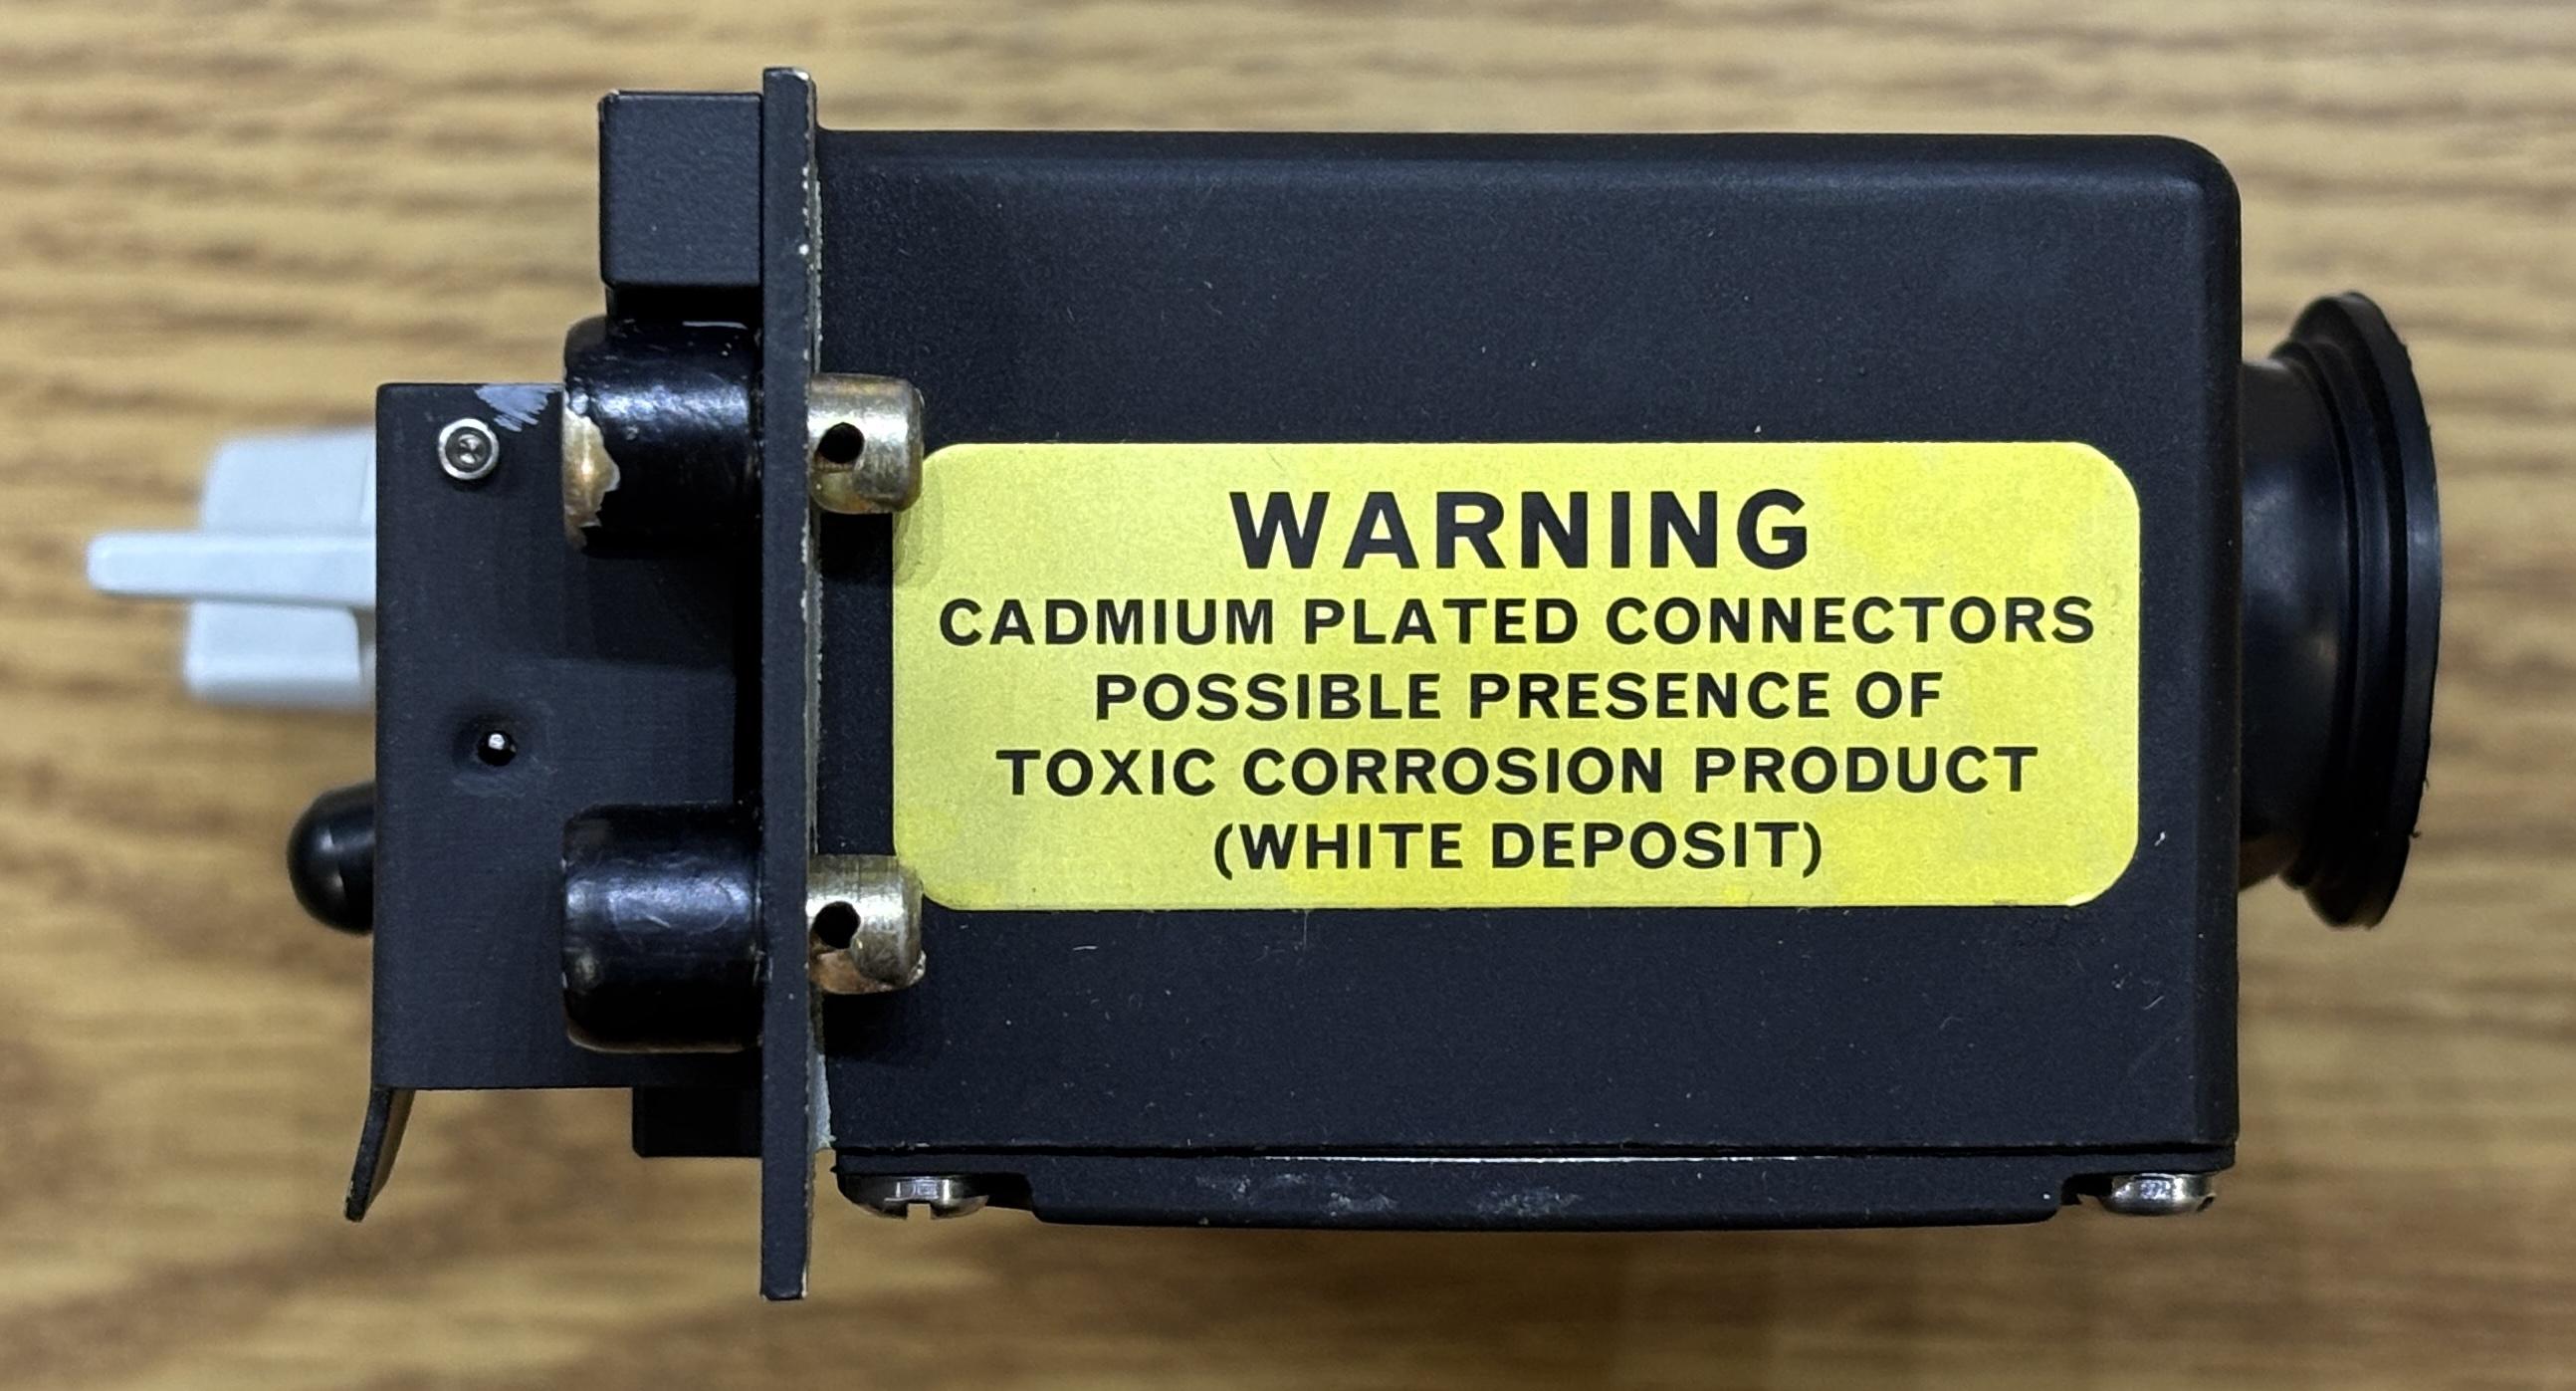 WARNING
CADMIUM PLATED CONNECTORS
POSSIBLE PRESENCE OF
TOXIC CORROSION PRODUCT
(WHITE DEPOSIT)